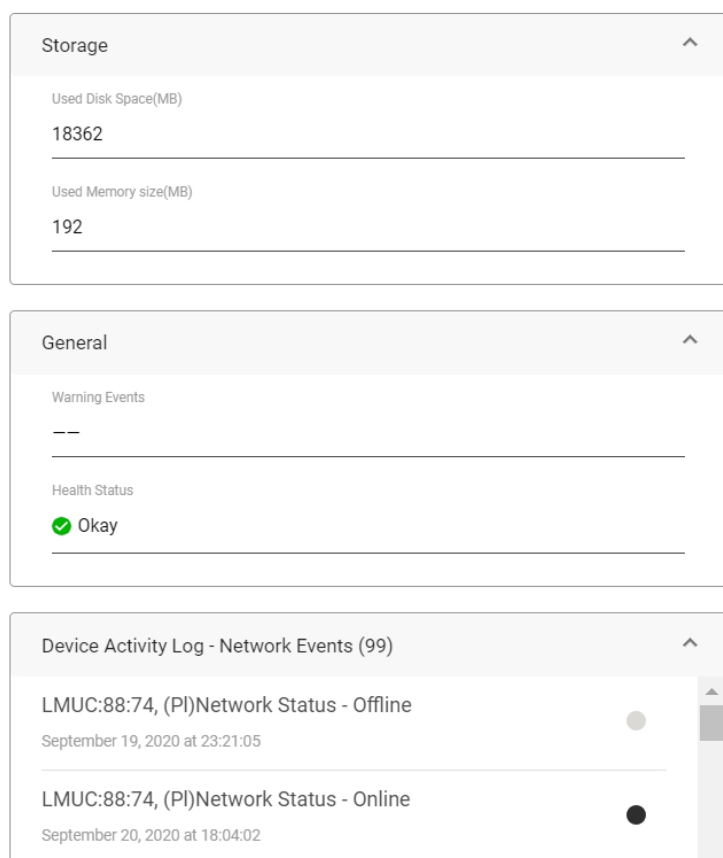 Storage
Used Disk Space(MB)
18362
Used Memory size(MB)
192
General
Warning Events
––
Health Status
Okay
Device Activity Log - Network Events (99)
LMUC:88:74, (Pl)Network Status - Offline
September 19, 2020 at 23:21:05
LMUC:88:74, (Pl)Network Status - Online
September 20, 2020 at 18:04:02